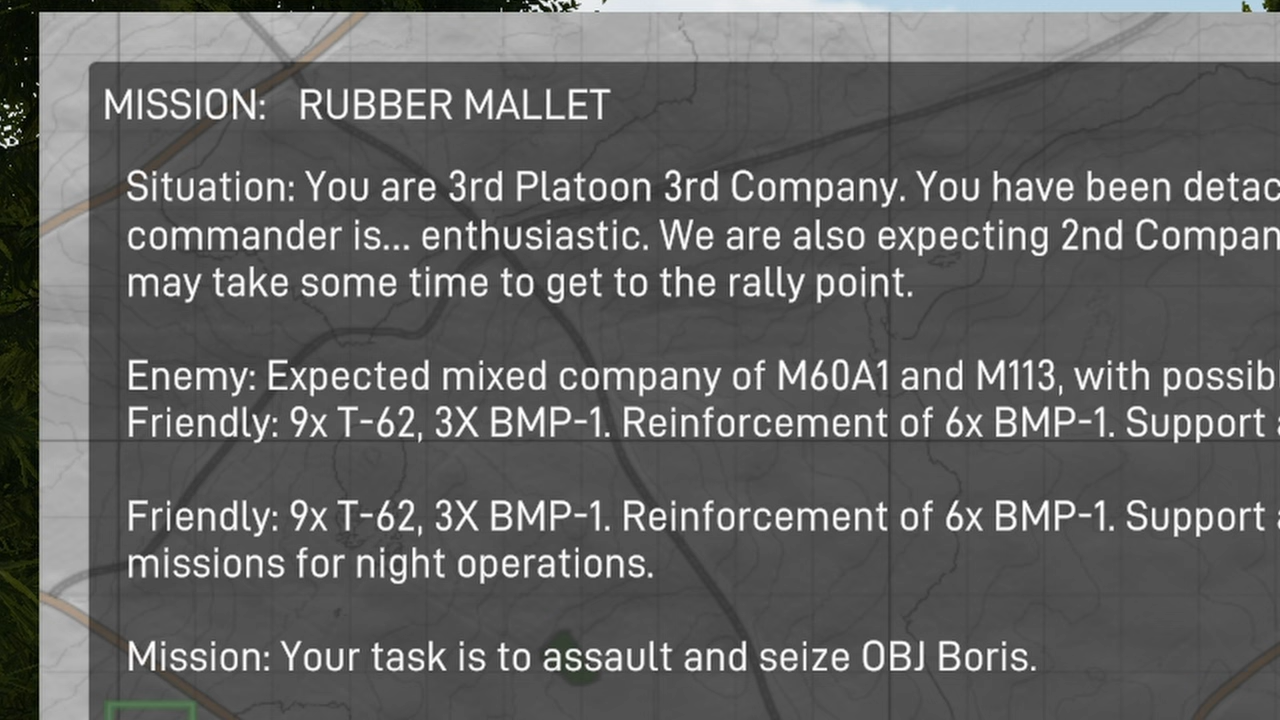 MISSION: RUBBER MALLET
Situation: You are 3rd Platoon 3rd Company. You have been detac
commander is... enthusiastic. We are also expecting 2nd Compan
may take some time to get to the rally point.
Enemy: Expected mixed company of M60A1 and M113, with possib
Friendly: 9x T-62, 3X BMP-1. Reinforcement of 6x BMP-1. Support a
Friendly: 9x T-62, 3X BMP-1. Reinforcement of 6x BMP-1. Support a
missions for night operations.
Mission: Your task is to assault and seize OBJ Boris.